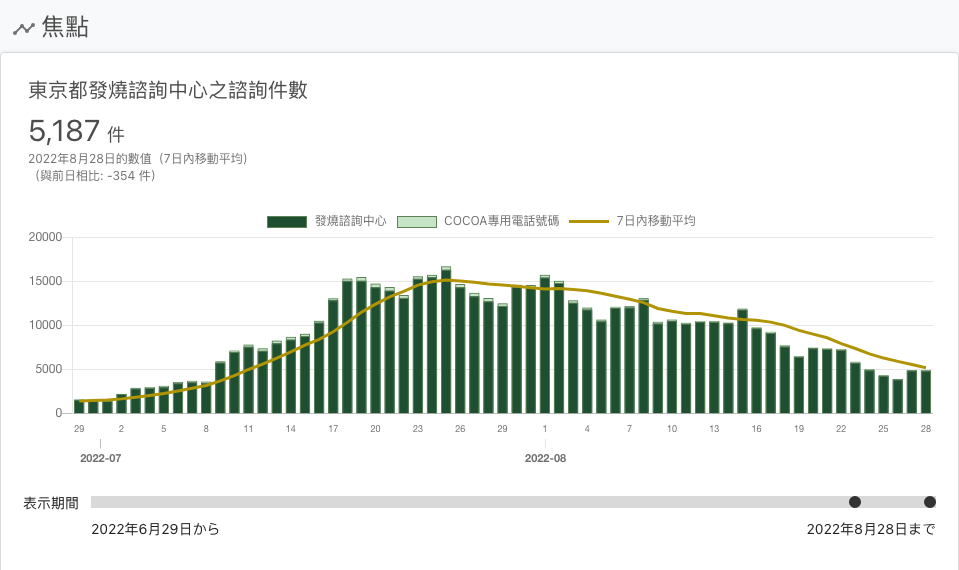 焦點
東京都發燒諮詢中心之諮詢件數
5,187 件
2022年8月28日的數值（7日內移動平均）
（與前日相比: -354 件）
發燒諮詢中心 COCOA專用電話號碼 7日內移動平均
20000
15000
10000
5000
0
29 2 5 8 11 14 17 20 23 26 29 1 4 7 10 13 16 19 22 25 28
2022-07 2022-08
表示期間
2022年6月29日から 2022年8月28日まで